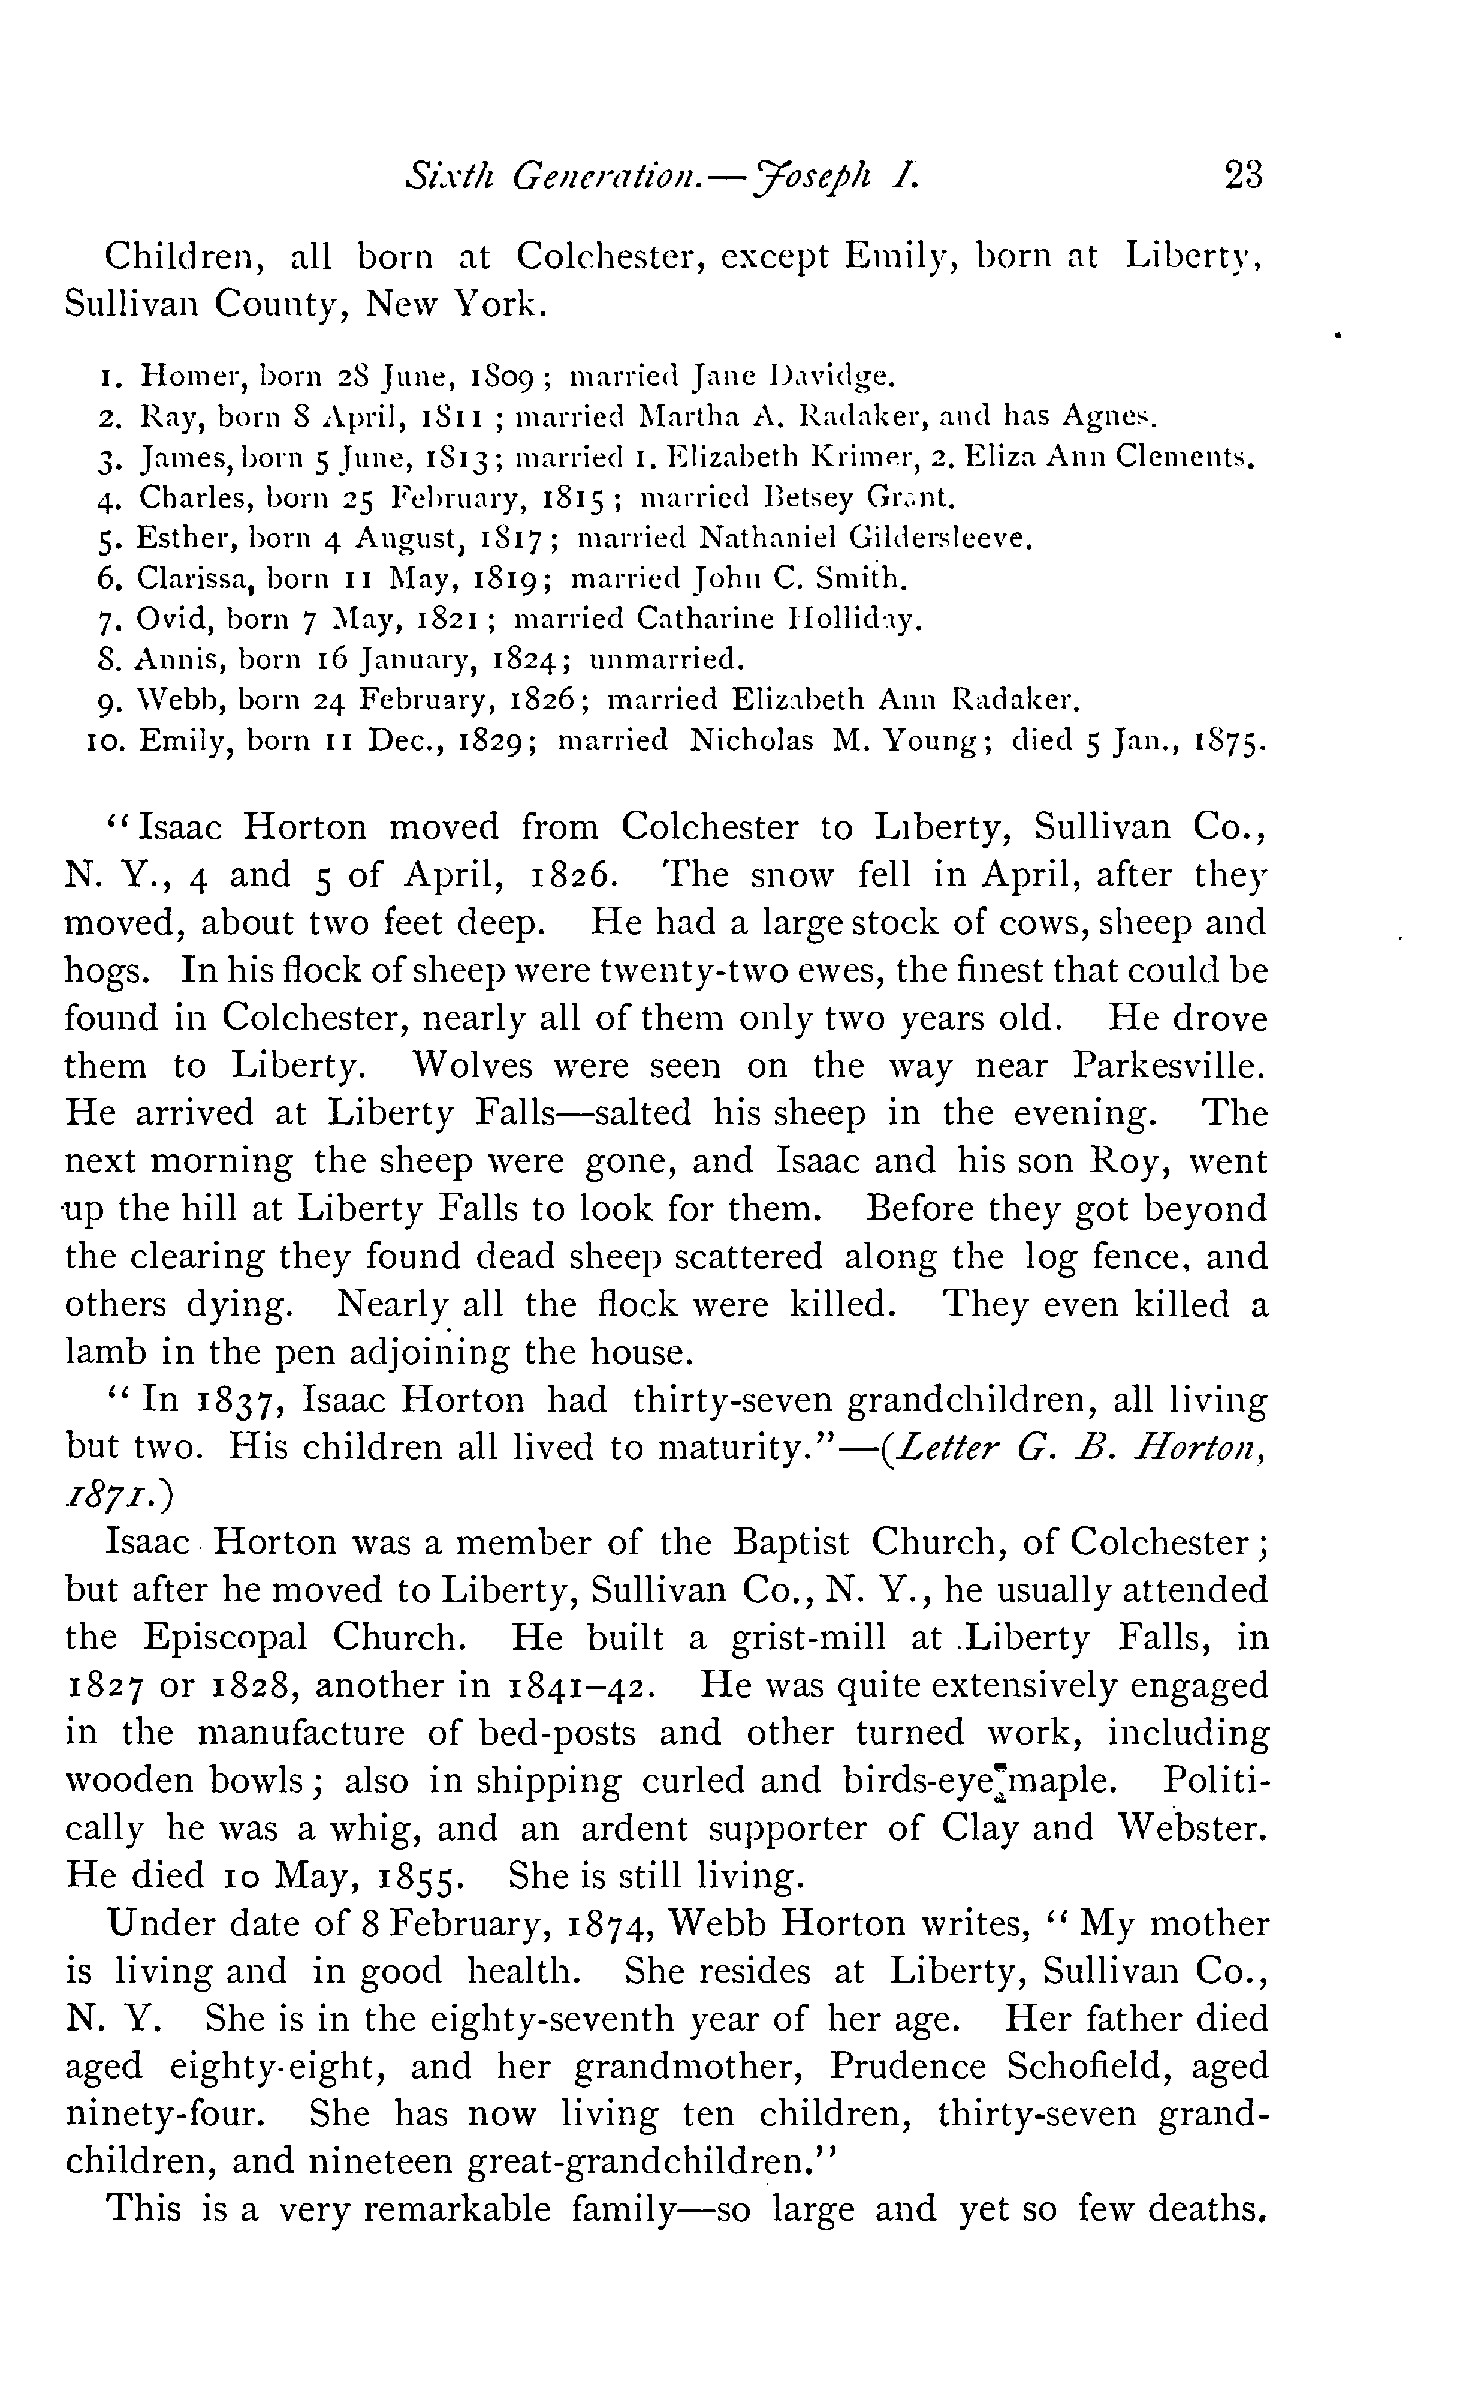 Sixth Generation.—Joseph I. 23
Children, all born at Colchester, except Emily, born at Liberty,
Sullivan County, New York.
1. Homer, born 28 June, 1809 ; married Jane Davidge.
2. Ray, born 8 April, 1811 ; married Martha A. Radaker, and has Agnes.
3. James, born 5 June, 1813; married 1. Elizabeth Krimer, 2. Eliza Ann Clements.
4. Charles, born 25 February, 1815 ; married Betsey Grant.
5. Esther, born 4 August, 1817 ; married Nathaniel Gildersleeve.
6. Clarissa, born 11 May, 1819; married John C. Smith.
7. Ovid, born 7 May, 1821 ; married Catharine Holliday.
8. Annis, born 16 January, 1824; unmarried.
9. Webb, born 24 February, 1826; married Elizabeth Ann Radaker.
10. Emily, born 11 Dec., 1829; married Nicholas M. Young; died 5 Jan., 1875.
"Isaac Horton moved from Colchester to Liberty, Sullivan Co.,
N. Y., 4 and 5 of April, 1826. The snow fell in April, after they
moved, about two feet deep. He had a large stock of cows, sheep and
hogs. In his flock of sheep were twenty-two ewes, the finest that could be
found in Colchester, nearly all of them only two years old. He drove
them to Liberty. Wolves were seen on the way near Parkesville.
He arrived at Liberty Falls—salted his sheep in the evening. The
next morning the sheep were gone, and Isaac and his son Roy, went
up the hill at Liberty Falls to look for them. Before they got beyond
the clearing they found dead sheep scattered along the log fence, and
others dying. Nearly all the flock were killed. They even killed a
lamb in the pen adjoining the house.
"In 1837, Isaac Horton had thirty-seven grandchildren, all living
but two. His children all lived to maturity."—(Letter G. B. Horton,
1871.)
Isaac Horton was a member of the Baptist Church, of Colchester ;
but after he moved to Liberty, Sullivan Co., N. Y., he usually attended
the Episcopal Church. He built a grist-mill at Liberty Falls, in
1827 or 1828, another in 1841–42. He was quite extensively engaged
in the manufacture of bed-posts and other turned work, including
wooden bowls ; also in shipping curled and birds-eye maple. Politi-
cally he was a whig, and an ardent supporter of Clay and Webster.
He died 10 May, 1855. She is still living.
Under date of 8 February, 1874, Webb Horton writes, "My mother
is living and in good health. She resides at Liberty, Sullivan Co.,
N. Y. She is in the eighty-seventh year of her age. Her father died
aged eighty-eight, and her grandmother, Prudence Schofield, aged
ninety-four. She has now living ten children, thirty-seven grand-
children, and nineteen great-grandchildren."
This is a very remarkable family—so large and yet so few deaths.